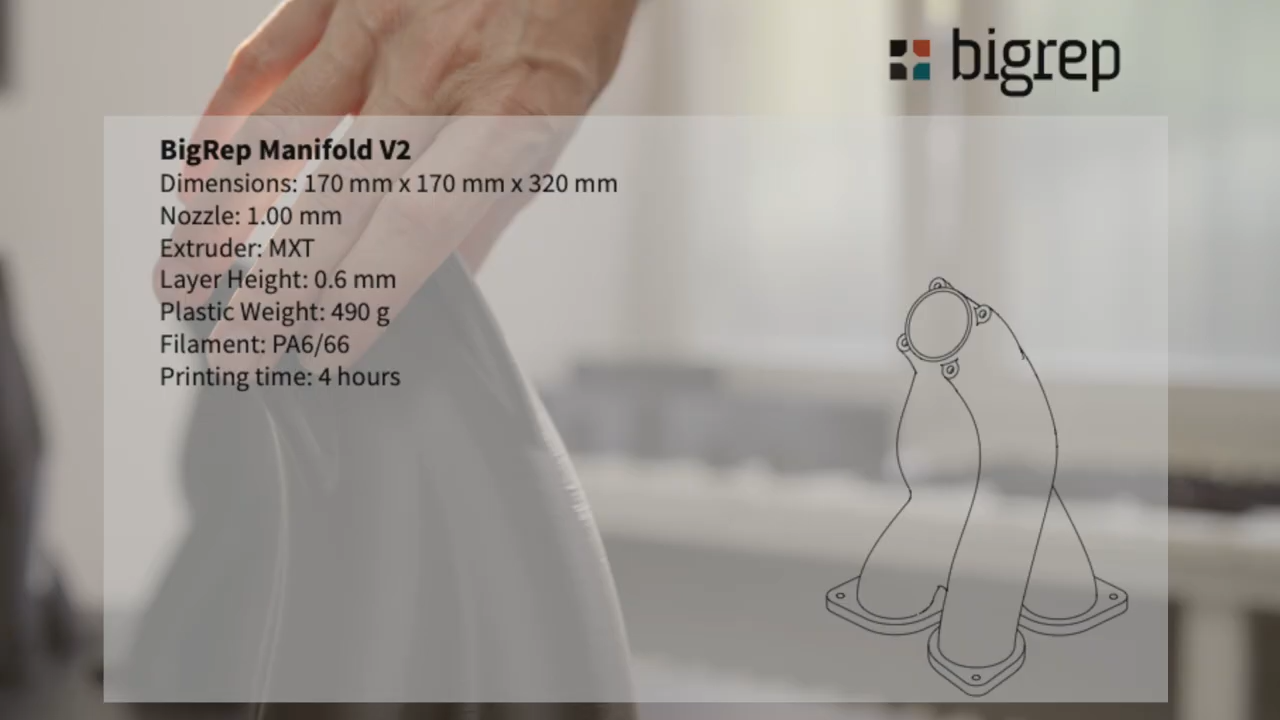 bigrep
BigRep Manifold V2
Dimensions: 170 mm x 170 mm x 320 mm
Nozzle: 1.00 mm
Extruder: MXT
Layer Height: 0.6 mm
Plastic Weight: 490 g
Filament: PA6/66
Printing time: 4 hours